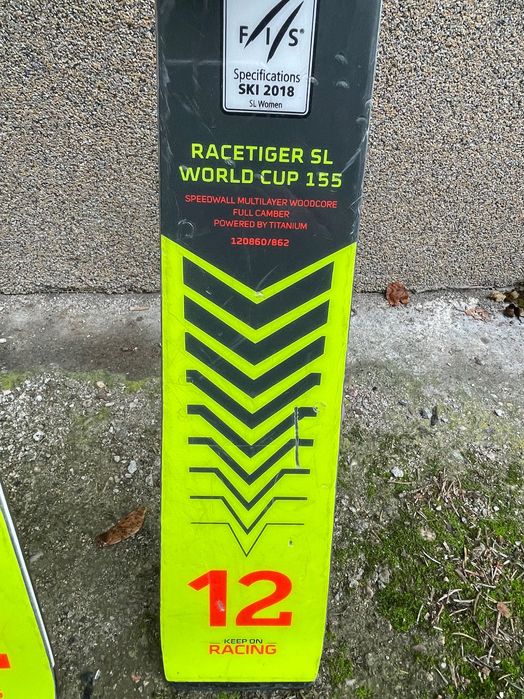 FIS
Specifications
SKI 2018
SL Women
RACETIGER SL
WORLD CUP 155
SPEEDWALL MULTILAYER WOODCORE
FULL CAMBER
POWERED BY TITANIUM
120860/862
12
KEEP ON
RACING